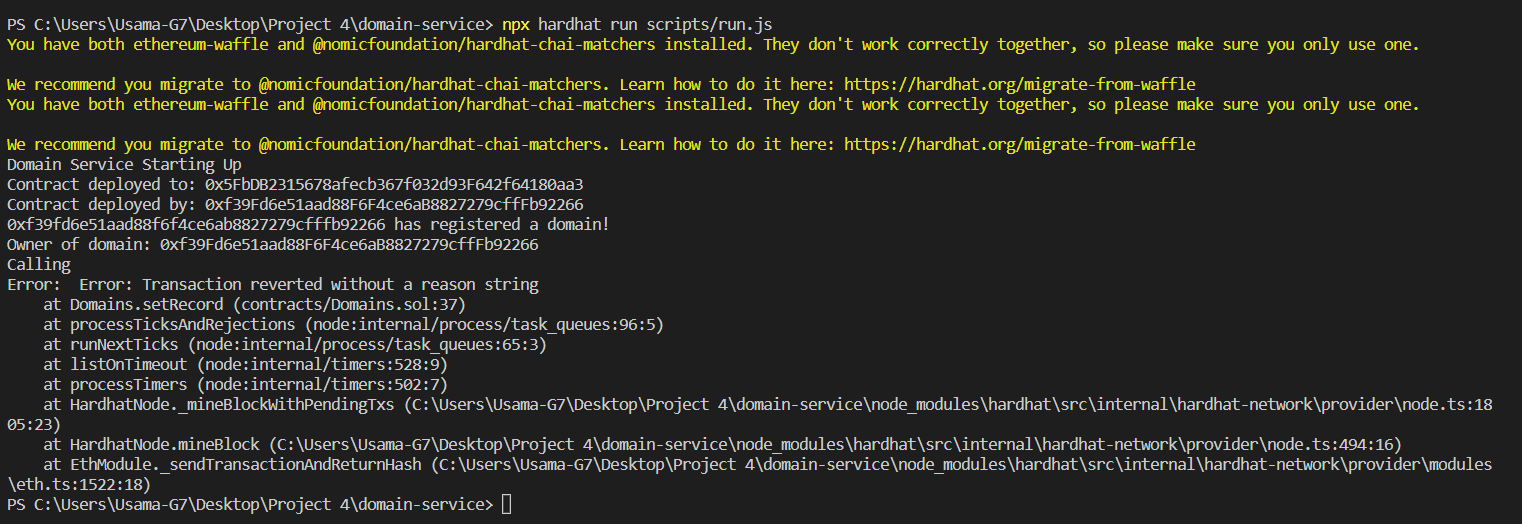 PS C:\Users\Usama-G7\Desktop\Project 4\domain-service> npx hardhat run scripts/run.js
You have both ethereum-waffle and @nomicfoundation/hardhat-chai-matchers installed. They don't work correctly together, so please make sure you only use one.
We recommend you migrate to @nomicfoundation/hardhat-chai-matchers. Learn how to do it here: https://hardhat.org/migrate-from-waffle
You have both ethereum-waffle and @nomicfoundation/hardhat-chai-matchers installed. They don't work correctly together, so please make sure you only use one.
We recommend you migrate to @nomicfoundation/hardhat-chai-matchers. Learn how to do it here: https://hardhat.org/migrate-from-waffle
Domain Service Starting Up
Contract deployed to: 0x5FbDB2315678afecb367f032d93F642f64180aa3
Contract deployed by: 0xf39Fd6e51aad88F6F4ce6aB8827279cffFb92266
0xf39fd6e51aad88f6f4ce6ab8827279cfffb92266 has registered a domain!
Owner of domain: 0xf39Fd6e51aad88F6F4ce6aB8827279cffFb92266
Calling
Error:  Error: Transaction reverted without a reason string
    at Domains.setRecord (contracts/Domains.sol:37)
    at processTicksAndRejections (node:internal/process/task_queues:96:5)
    at runNextTicks (node:internal/process/task_queues:65:3)
    at listOnTimeout (node:internal/timers:528:9)
    at processTimers (node:internal/timers:502:7)
    at HardhatNode._mineBlockWithPendingTxs (C:\Users\Usama-G7\Desktop\Project 4\domain-service\node_modules\hardhat\src\internal\hardhat-network\provider\node.ts:18
05:23)
    at HardhatNode.mineBlock (C:\Users\Usama-G7\Desktop\Project 4\domain-service\node_modules\hardhat\src\internal\hardhat-network\provider\node.ts:494:16)
    at EthModule._sendTransactionAndReturnHash (C:\Users\Usama-G7\Desktop\Project 4\domain-service\node_modules\hardhat\src\internal\hardhat-network\provider\modules
\eth.ts:1522:18)
PS C:\Users\Usama-G7\Desktop\Project 4\domain-service>